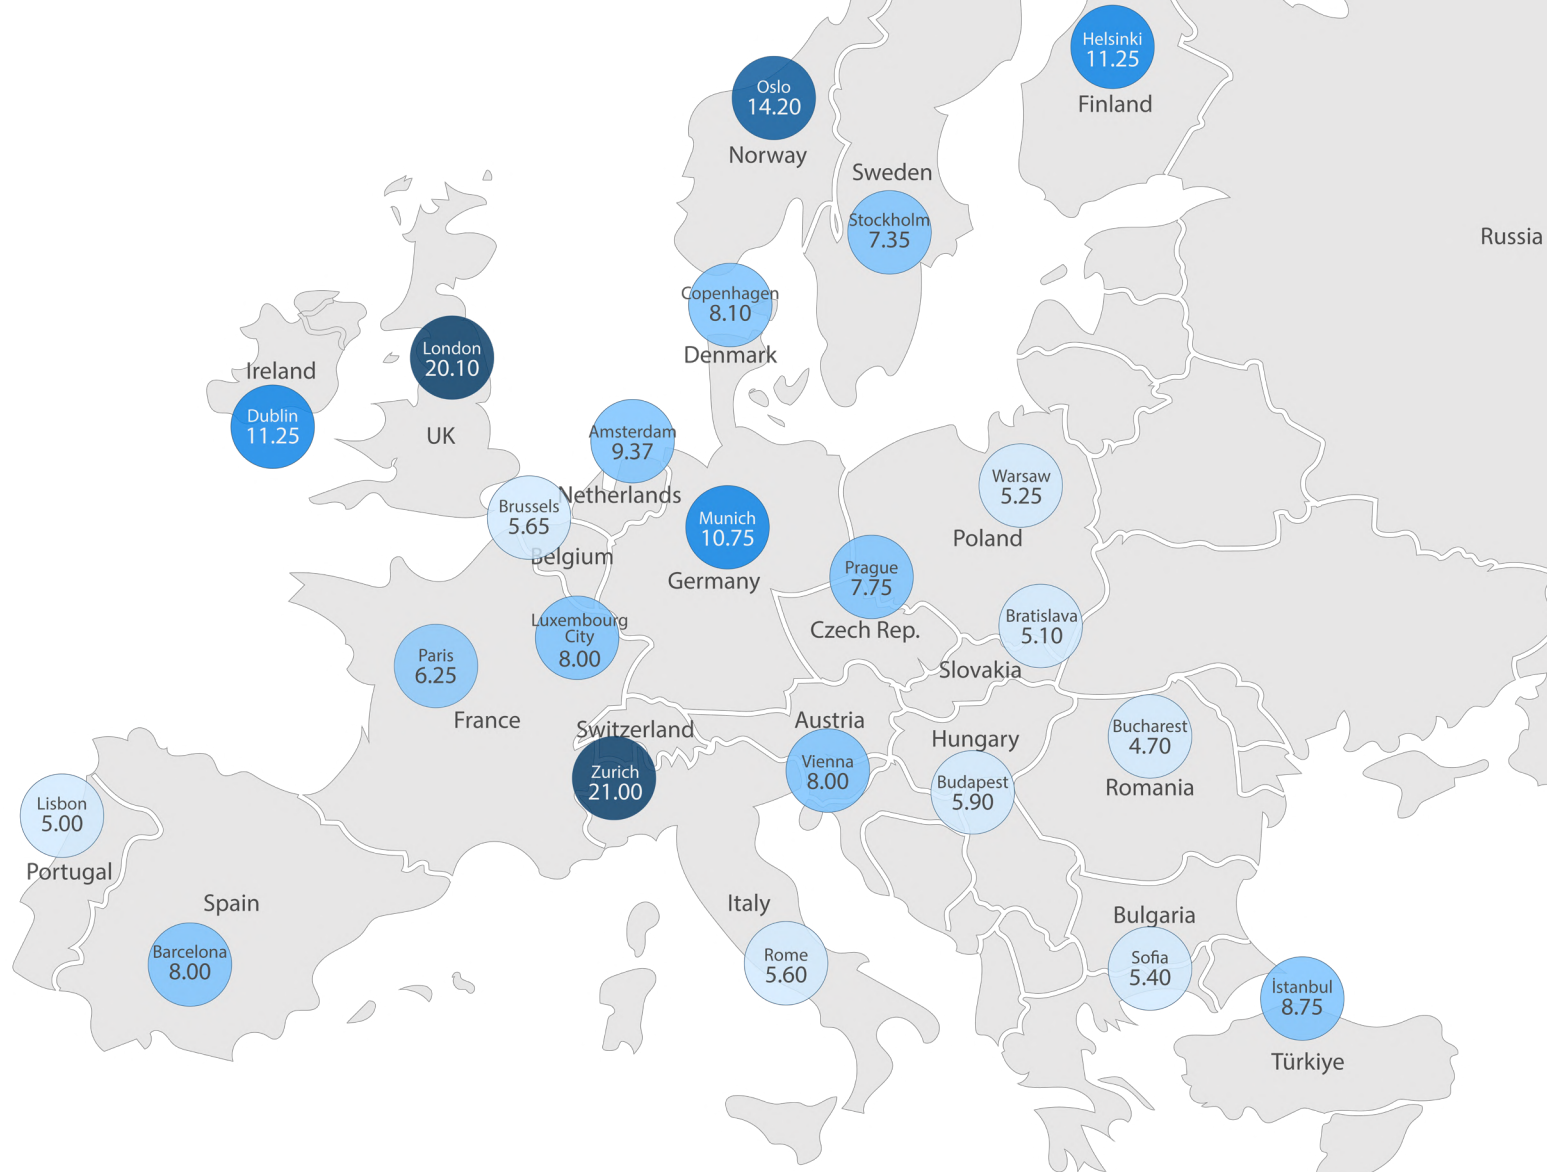 Helsinki
11.25
Finland
Oslo
14.20
Norway
Sweden
Stockholm
7.35
Russia
Copenhagen
8.10
Denmark
London
20.10
UK
Ireland
Dublin
11.25
Amsterdam
9.37
Netherlands
Brussels
5.65
Belgium
Munich
10.75
Germany
Warsaw
5.25
Poland
Prague
7.75
Czech Rep.
Bratislava
5.10
Slovakia
Luxembourg
City
8.00
Paris
6.25
France
Switzerland
Zurich
21.00
Austria
Vienna
8.00
Hungary
Budapest
5.90
Bucharest
4.70
Romania
Lisbon
5.00
Portugal
Spain
Barcelona
8.00
Italy
Rome
5.60
Bulgaria
Sofia
5.40
İstanbul
8.75
Türkiye